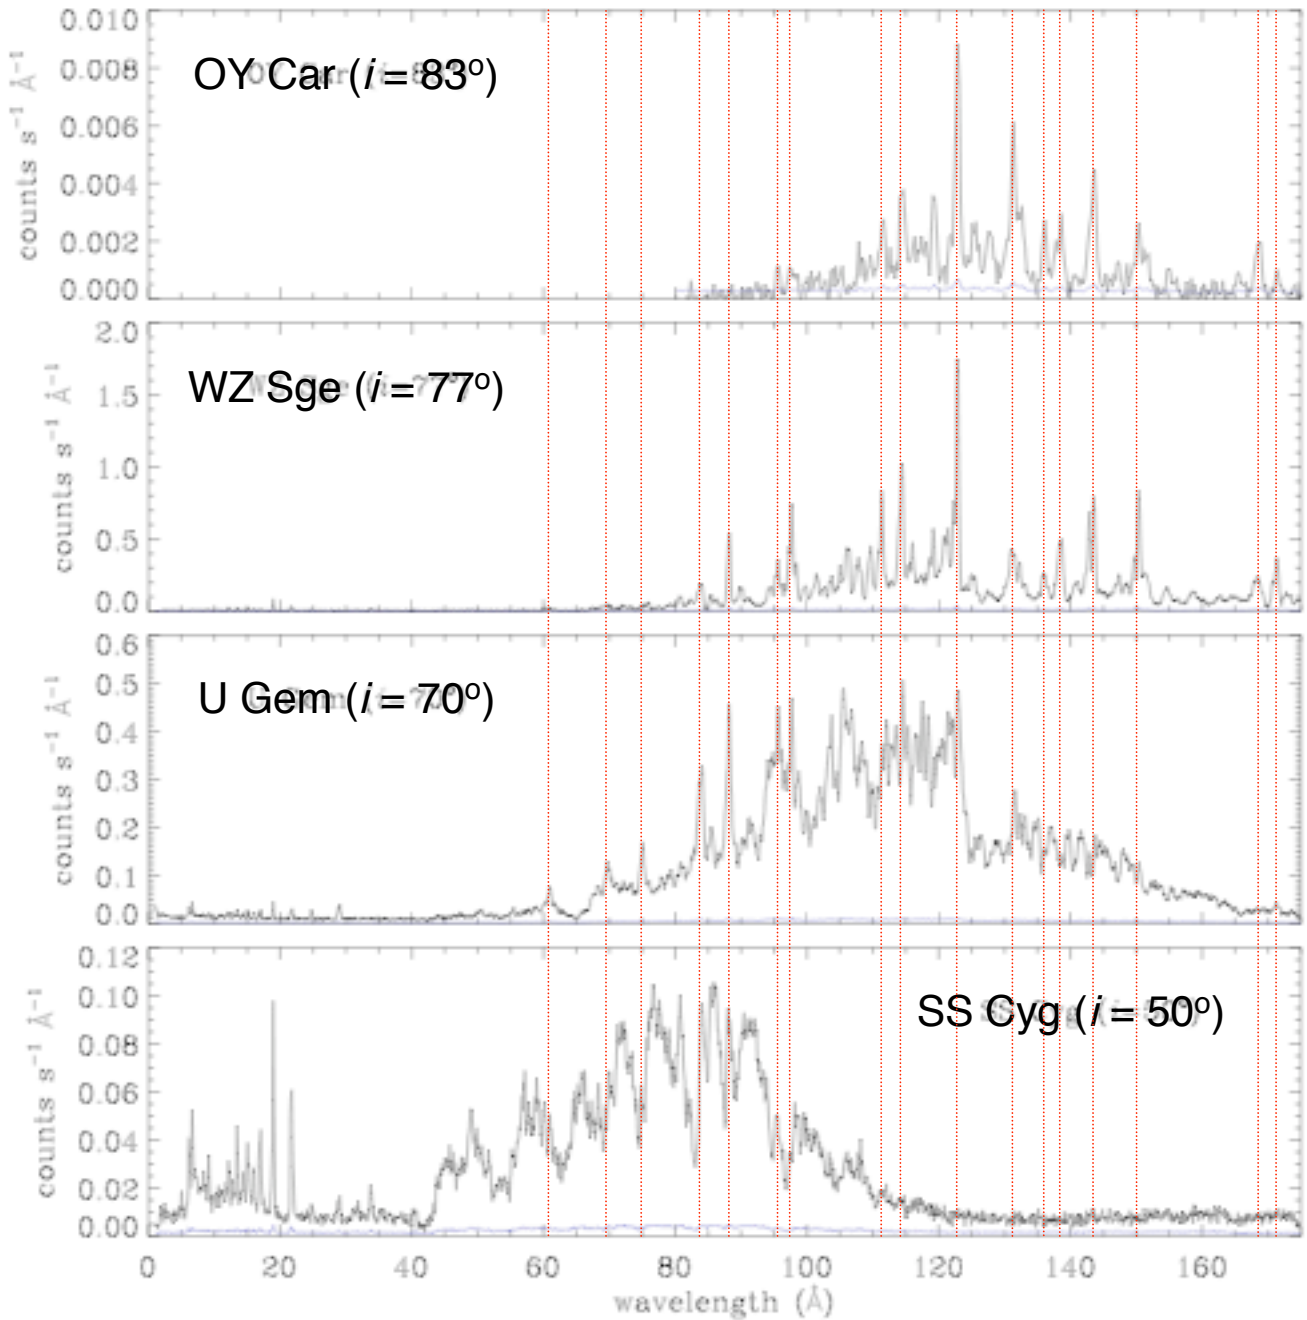 0.010
0.008
0.006
0.004
0.002
0.000
counts s⁻¹ Å⁻¹
OY Car (i = 83º)
2.0
1.5
1.0
0.5
0.0
counts s⁻¹ Å⁻¹
WZ Sge (i = 77º)
0.6
0.5
0.4
0.3
0.2
0.1
0.0
counts s⁻¹ Å⁻¹
U Gem (i = 70º)
0.12
0.10
0.08
0.06
0.04
0.02
0.00
counts s⁻¹ Å⁻¹
SS Cyg (i = 50º)
0 20 40 60 80 100 120 140 160
wavelength (Å)